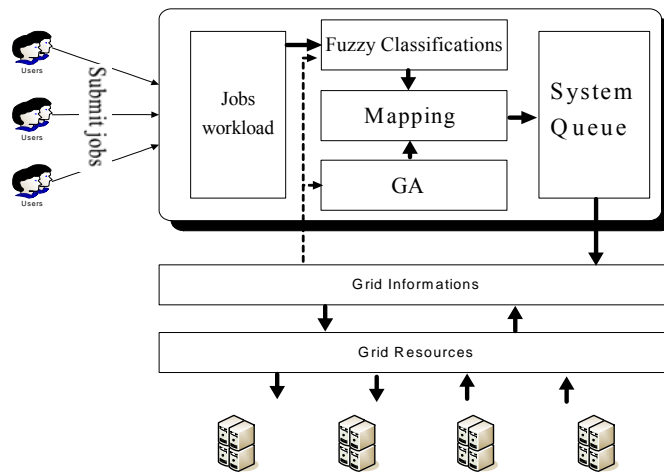 Users
Users
Users
Submit jobs
Jobs
workload
Fuzzy Classifications
Mapping
GA
System
Queue
Grid Informations
Grid Resources